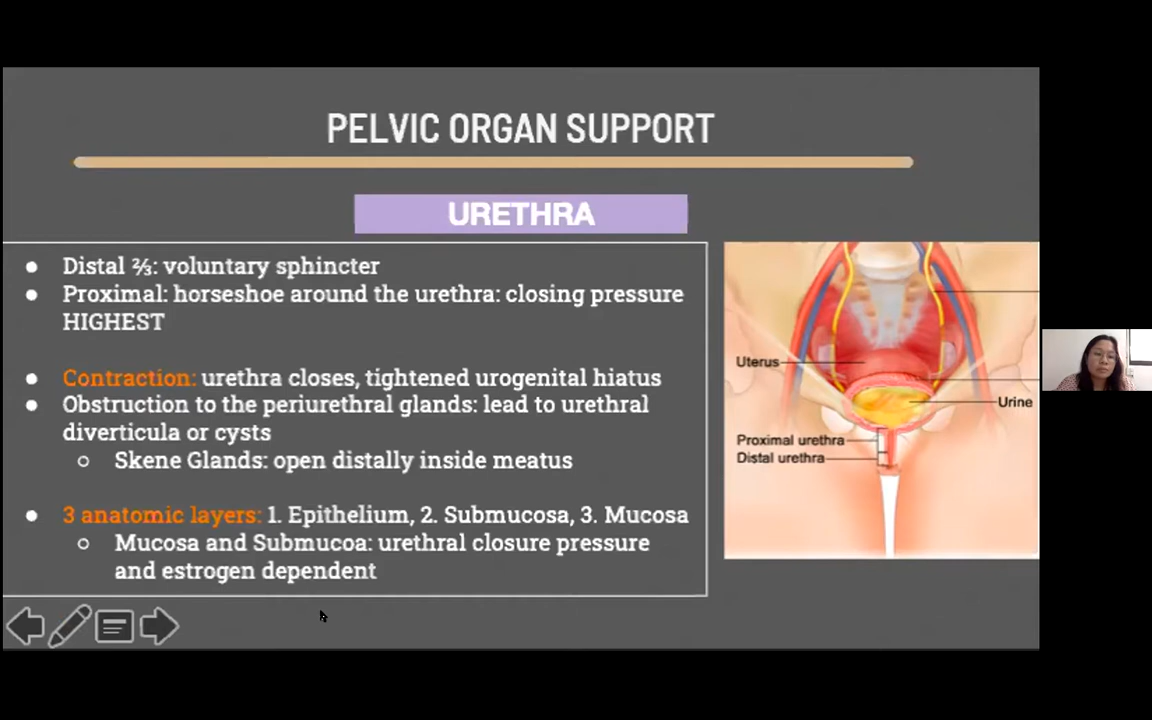 PELVIC ORGAN SUPPORT
URETHRA
● Distal ⅔: voluntary sphincter
● Proximal: horseshoe around the urethra: closing pressure
HIGHEST
● Contraction: urethra closes, tightened urogenital hiatus
● Obstruction to the periurethral glands: lead to urethral
diverticula or cysts
○ Skene Glands: open distally inside meatus
● 3 anatomic layers: 1. Epithelium, 2. Submucosa, 3. Mucosa
○ Mucosa and Submucoa: urethral closure pressure
and estrogen dependent
Uterus
Urine
Proximal urethra
Distal urethra